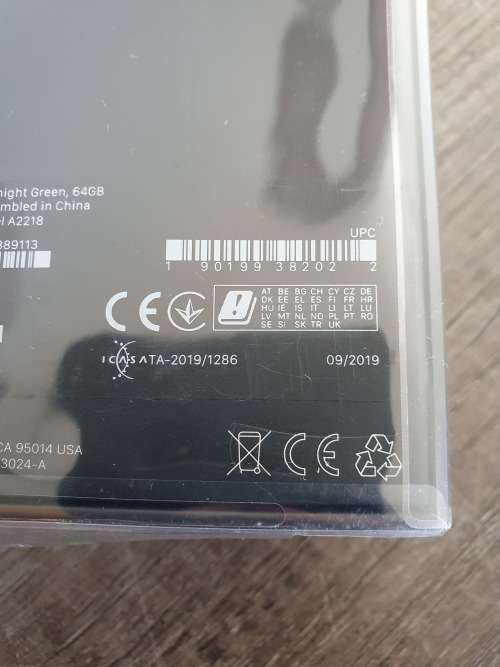 night Green, 64GB
mbled in China
l A2218
889113
UPC
1 90199 38202 2
CE
AT BE BG CH CY CZ DE
DK EE EL ES FI FR HR
HU IE IS IT LI LT LU
LV MT NL NO PL PT RO
SE SI SK TR UK
ICASA TA-2019/1286
09/2019
CA 95014 USA
3024-A
CE